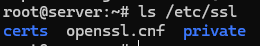 root@server:~# ls /etc/ssl
certs  openssl.cnf  private